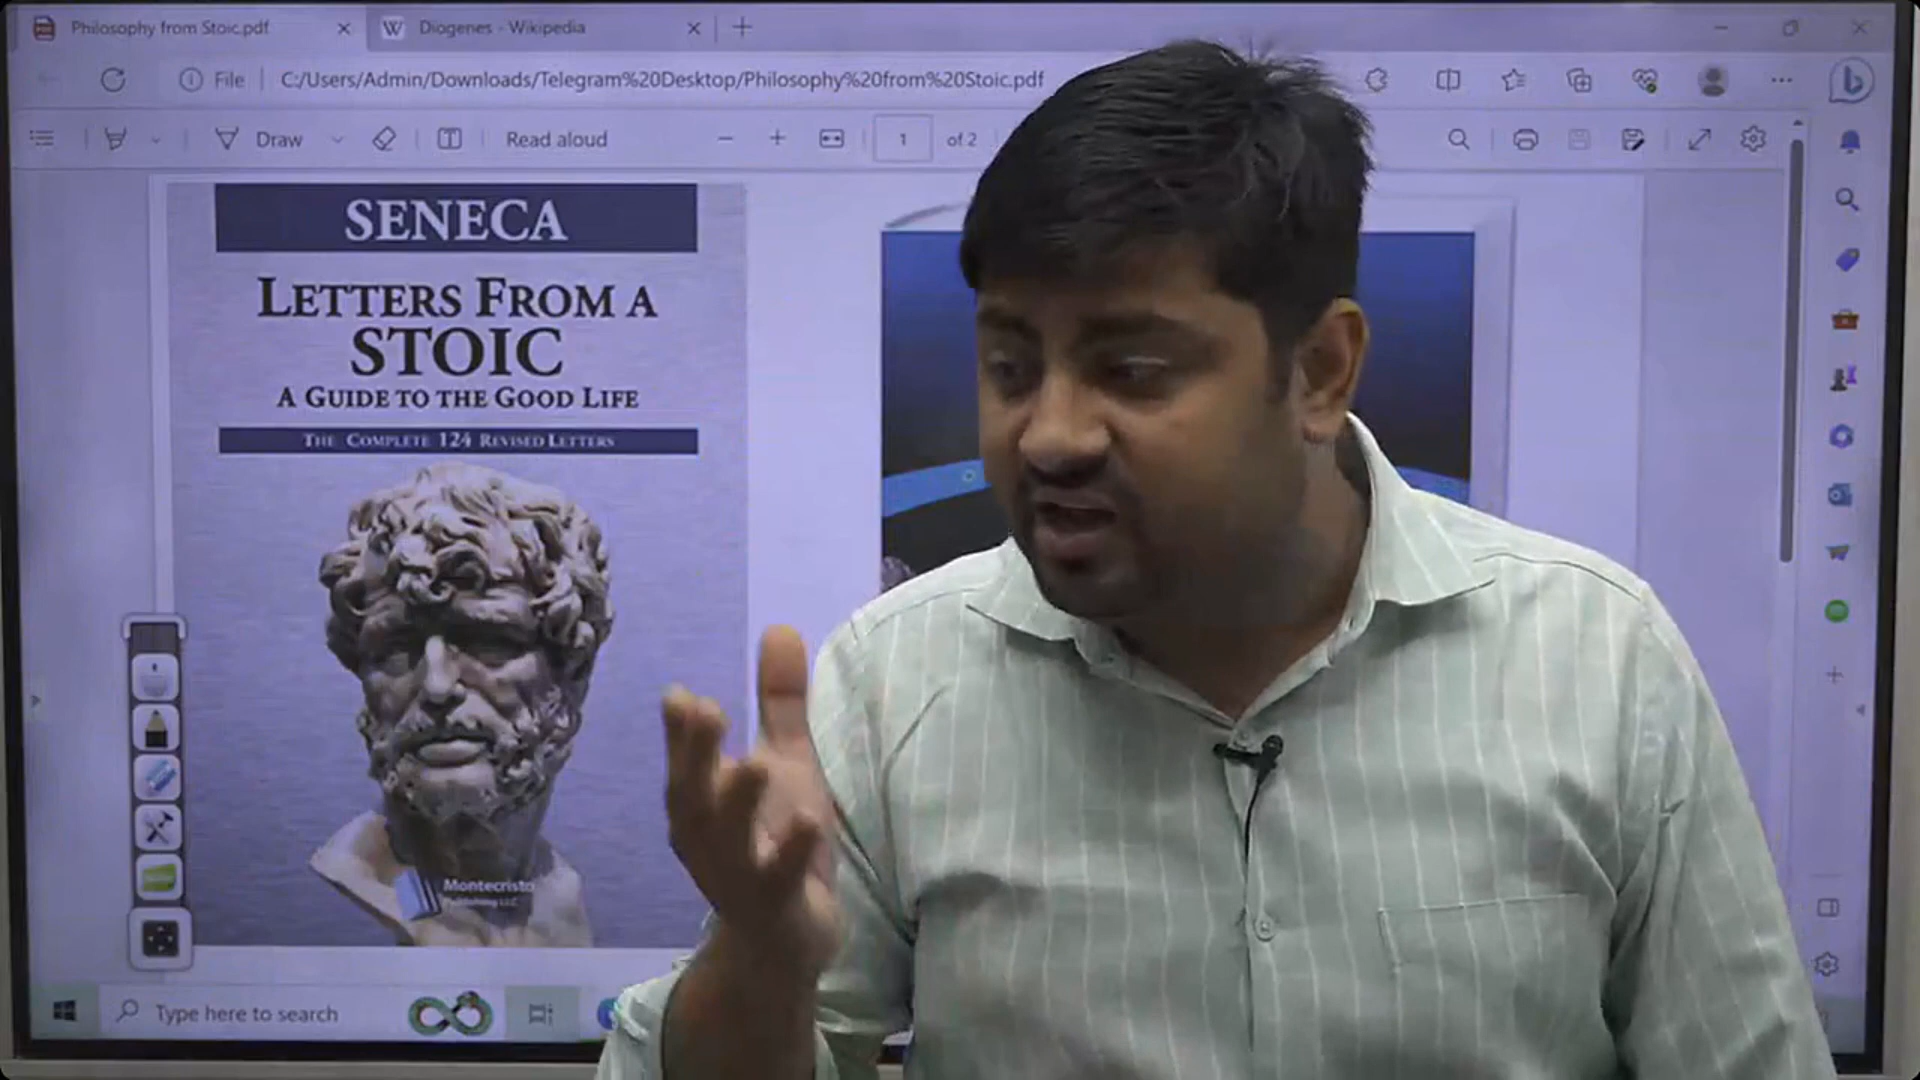 Philosophy from Stoic.pdf
Diogenes - Wikipedia
File
C:/Users/Admin/Downloads/Telegram%20Desktop/Philosophy%20from%20Stoic.pdf
Draw
Read aloud
1 of 2
SENECA
LETTERS FROM A
STOIC
A GUIDE TO THE GOOD LIFE
THE COMPLETE 124 REVISED LETTERS
Montecristo
Publishing LLC
Type here to search